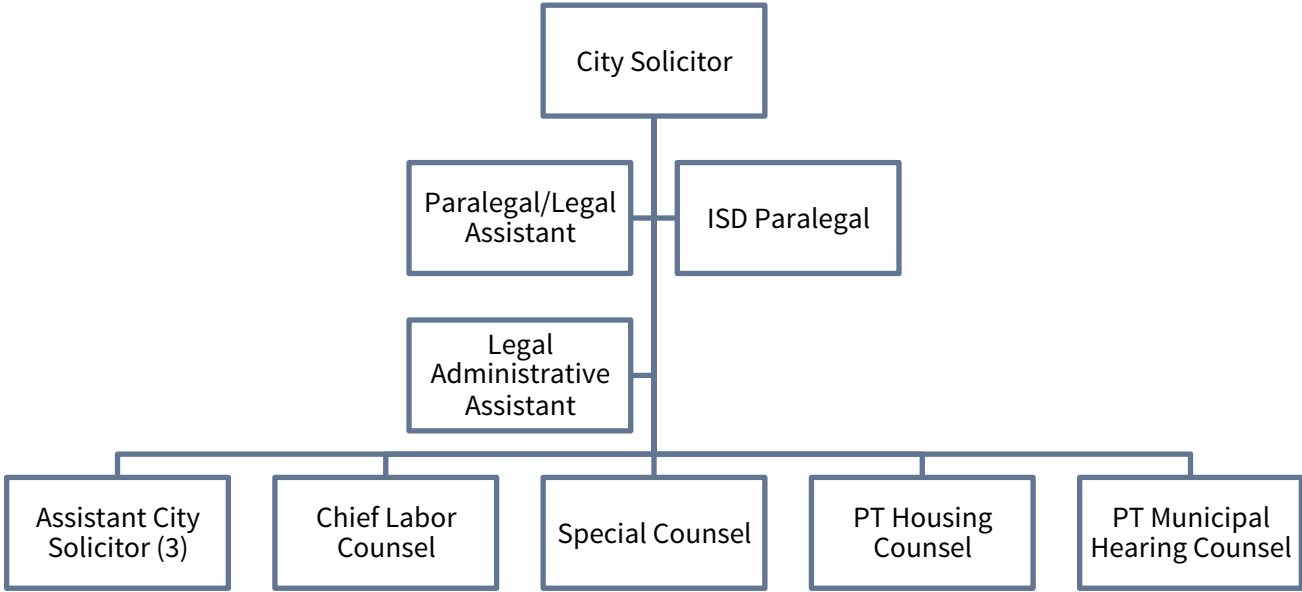 City Solicitor
Paralegal/Legal
Assistant
ISD Paralegal
Legal
Administrative
Assistant
Assistant City
Solicitor (3)
Chief Labor
Counsel
Special Counsel
PT Housing
Counsel
PT Municipal
Hearing Counsel